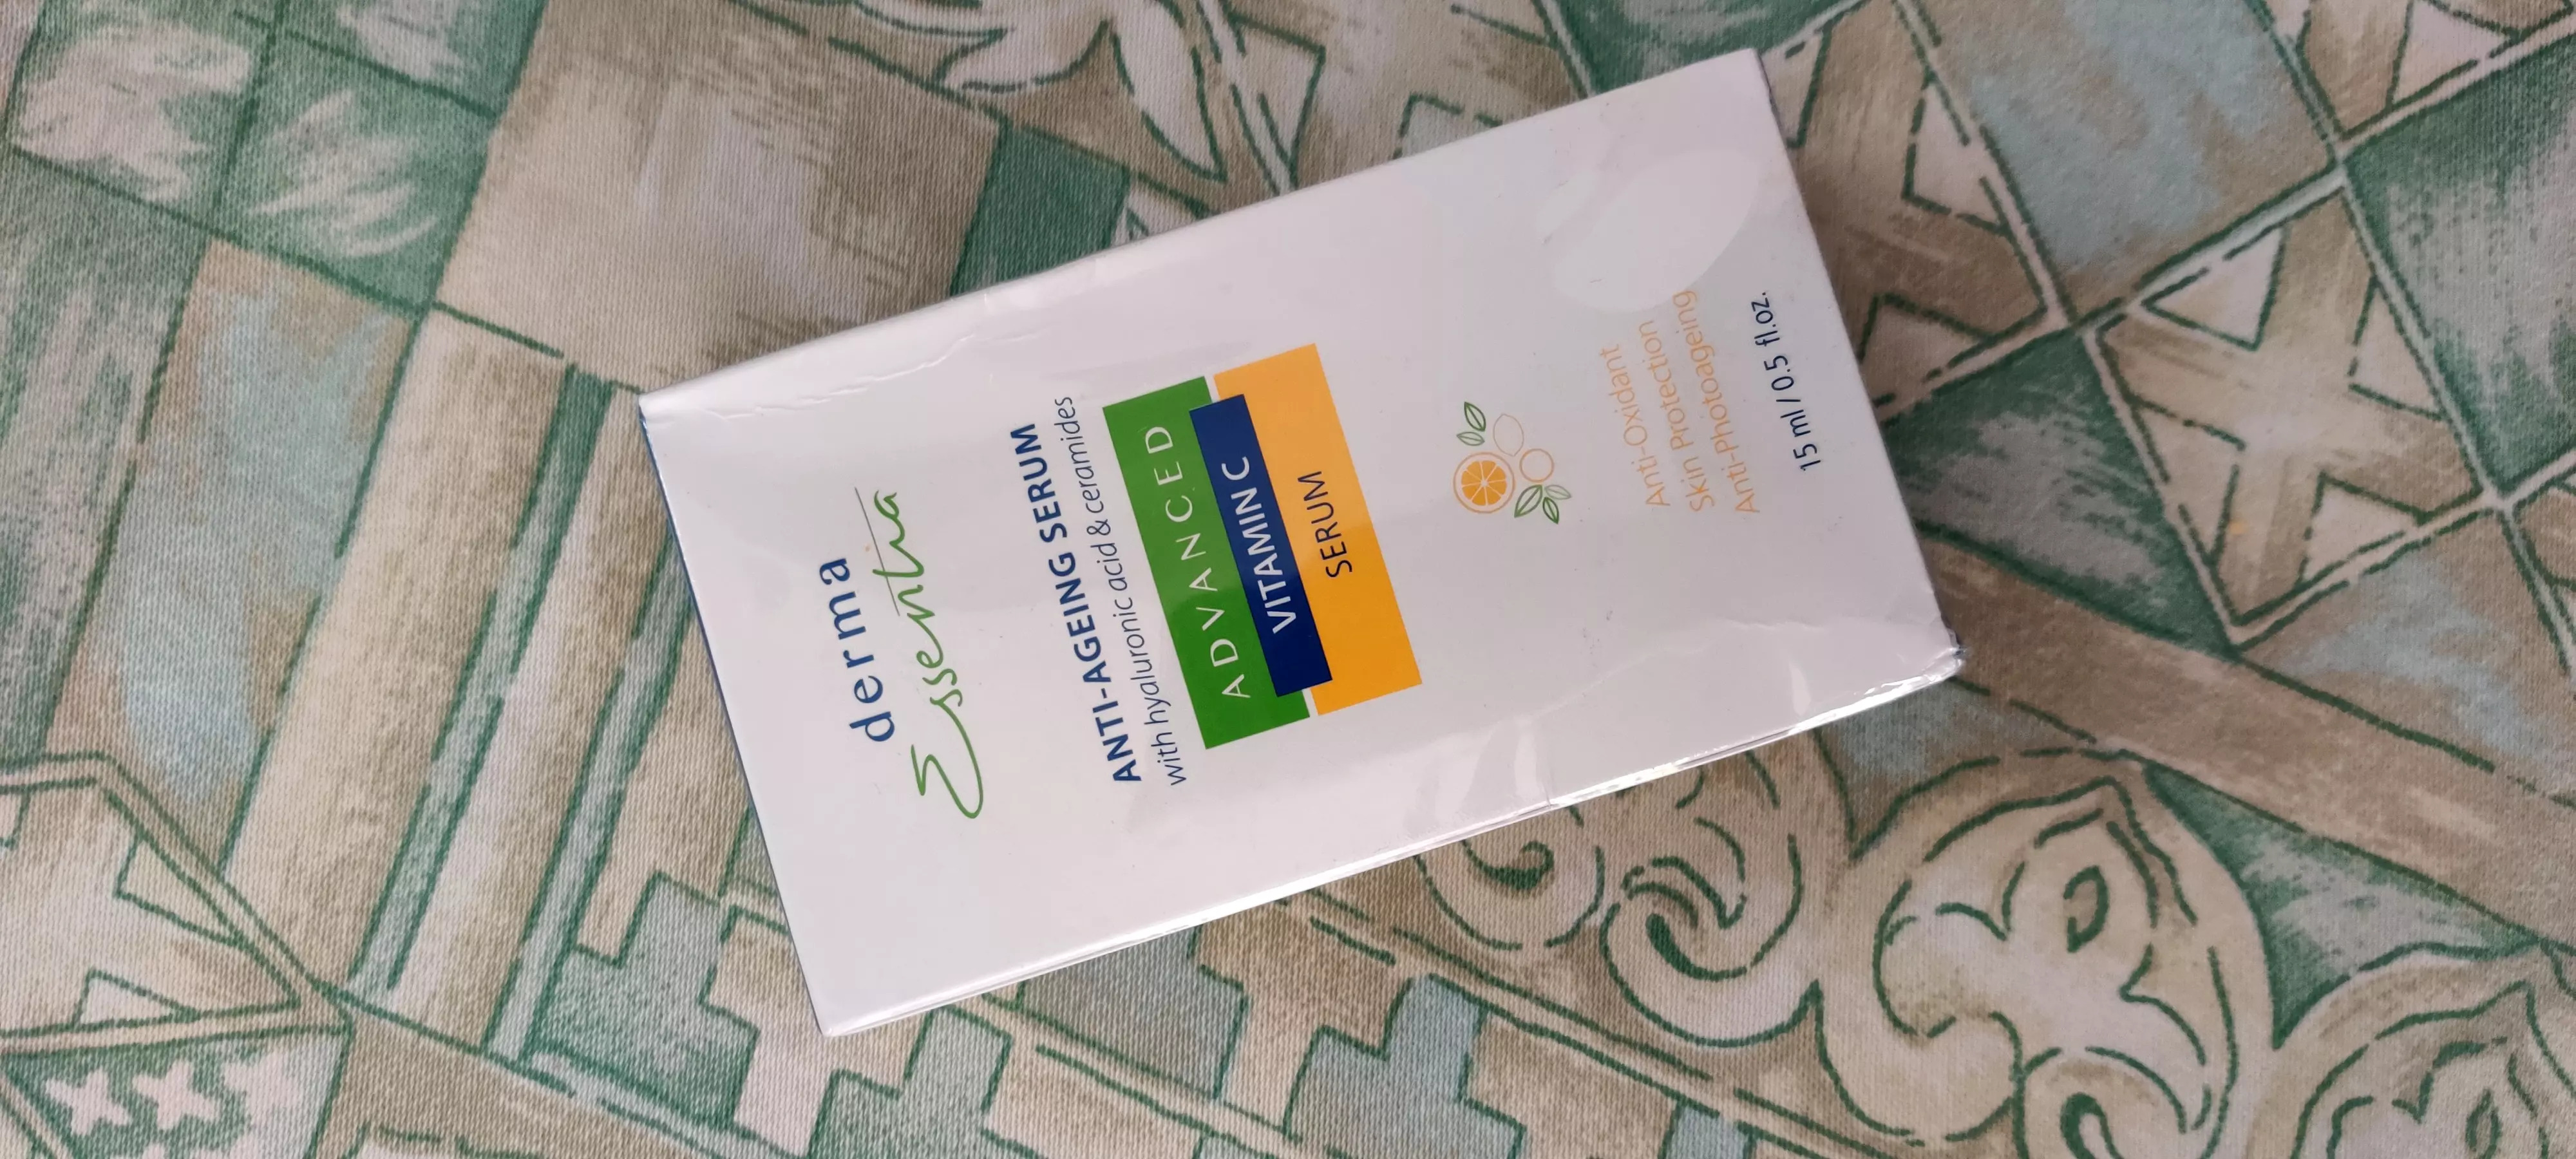 derma
Essentia
ANTI-AGEING SERUM
with hyaluronic acid & ceramides
ADVANCED
VITAMIN C
SERUM
Anti-Oxidant
Skin Protection
Anti-Photoageing
15 ml / 0.5 fl.oz.